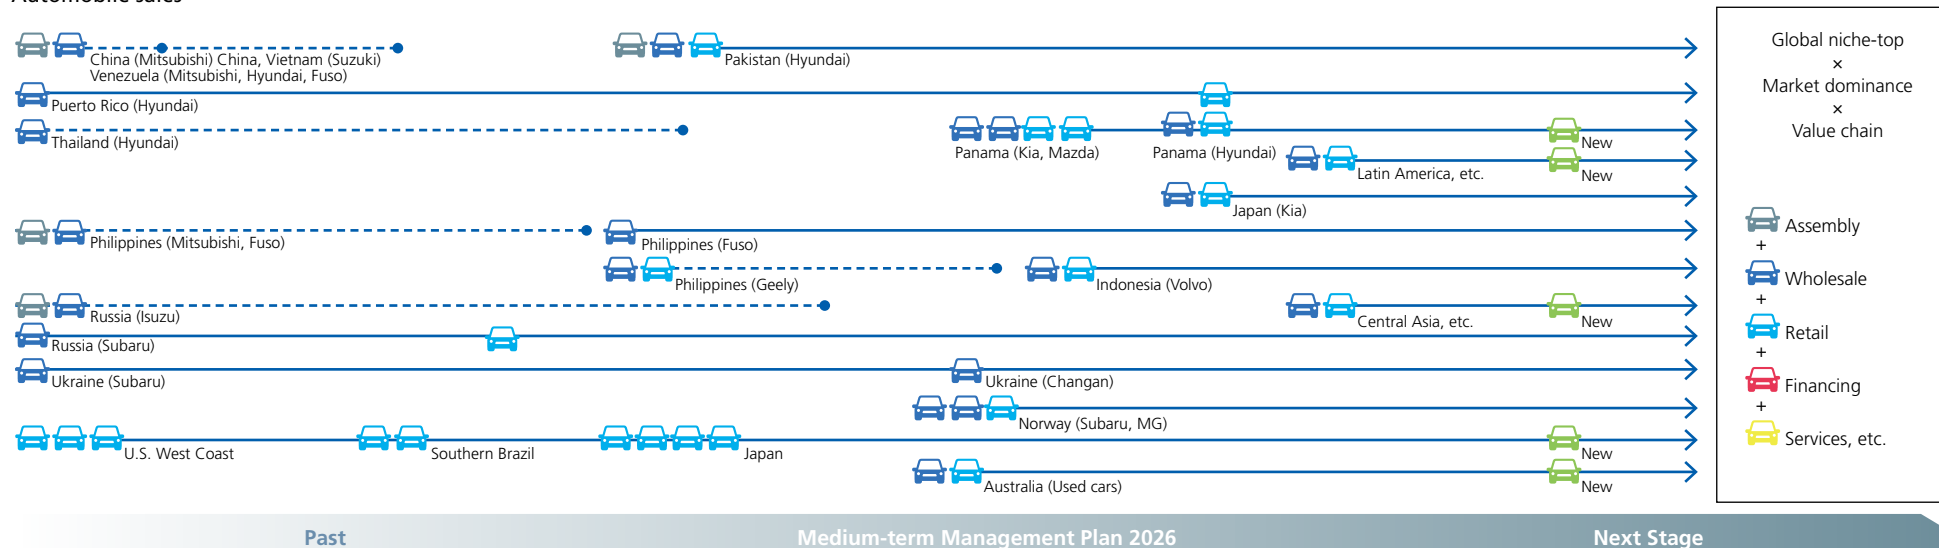 Automobile sales
China (Mitsubishi) China, Vietnam (Suzuki)
Venezuela (Mitsubishi, Hyundai, Fuso)
Pakistan (Hyundai)
Puerto Rico (Hyundai)
Thailand (Hyundai)
Panama (Kia, Mazda)
Panama (Hyundai)
New
Latin America, etc.
New
Japan (Kia)
Philippines (Mitsubishi, Fuso)
Philippines (Fuso)
Philippines (Geely)
Indonesia (Volvo)
Russia (Isuzu)
Central Asia, etc.
New
Russia (Subaru)
Ukraine (Subaru)
Ukraine (Changan)
Norway (Subaru, MG)
U.S. West Coast
Southern Brazil
Japan
New
Australia (Used cars)
New
Global niche-top
×
Market dominance
×
Value chain
Assembly
+
Wholesale
+
Retail
+
Financing
+
Services, etc.
Past
Medium-term Management Plan 2026
Next Stage